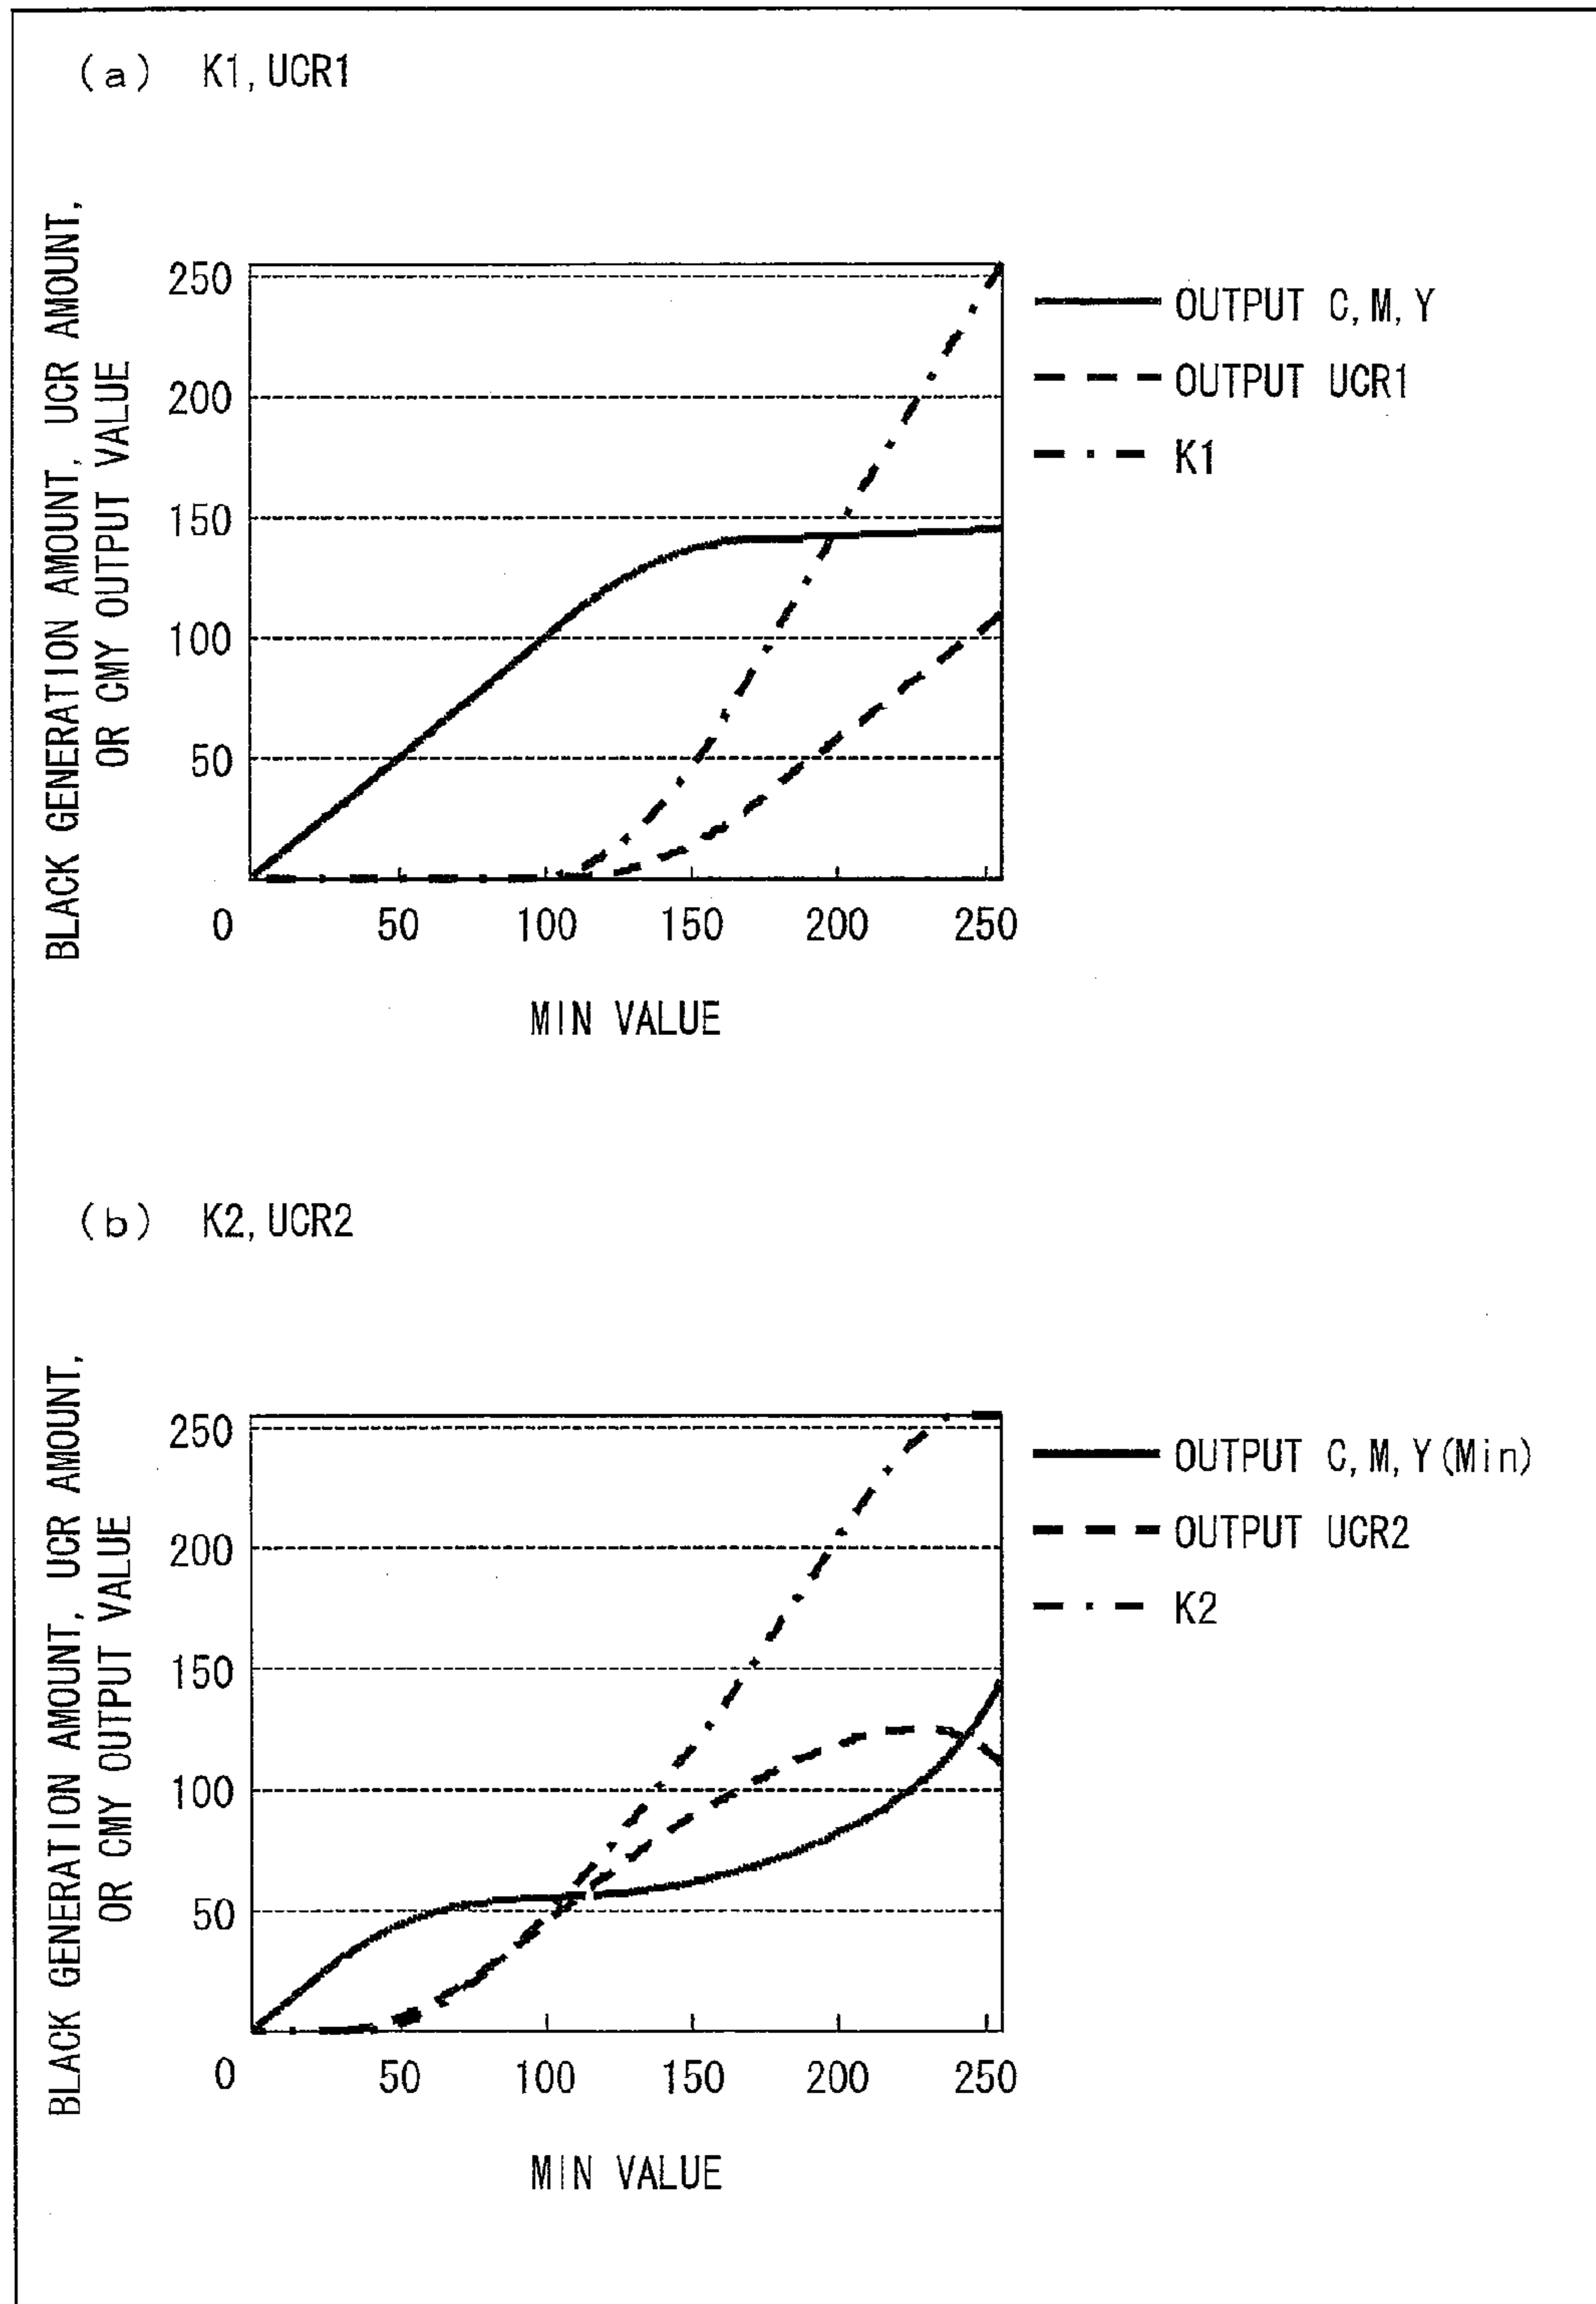 (a) K1, UCR1
BLACK GENERATION AMOUNT, UCR AMOUNT,
OR CMY OUTPUT VALUE
250
200
150
100
50
0
50
100
150
200
250
MIN VALUE
OUTPUT C, M, Y
OUTPUT UCR1
K1
(b) K2, UCR2
BLACK GENERATION AMOUNT, UCR AMOUNT,
OR CMY OUTPUT VALUE
250
200
150
100
50
0
50
100
150
200
250
MIN VALUE
OUTPUT C, M, Y(Min)
OUTPUT UCR2
K2